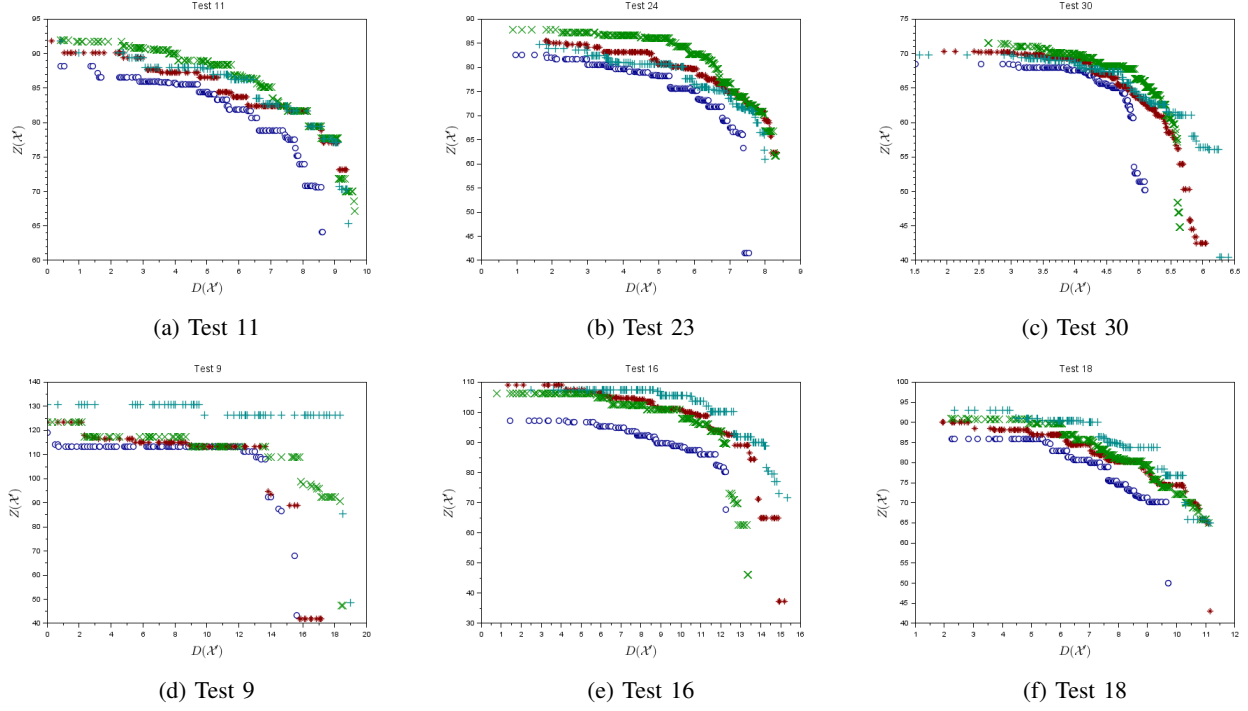 Test 11
Test 24
Test 30
95
90
85
80
75
70
65
60
Z(𝒳′)
0 1 2 3 4 5 6 7 8 9 10
D(𝒳′)
90
85
80
75
70
65
60
55
50
45
40
Z(𝒳′)
0 1 2 3 4 5 6 7 8 9
D(𝒳′)
75
70
65
60
55
50
45
40
Z(𝒳′)
1.5 2 2.5 3 3.5 4 4.5 5 5.5 6 6.5
D(𝒳′)
(a) Test 11
(b) Test 23
(c) Test 30
Test 9
Test 16
Test 18
140
130
120
110
100
90
80
70
60
50
40
Z(𝒳′)
0 2 4 6 8 10 12 14 16 18 20
D(𝒳′)
110
100
90
80
70
60
50
40
30
Z(𝒳′)
0 1 2 3 4 5 6 7 8 9 10 11 12 13 14 15 16
D(𝒳′)
100
95
90
85
80
75
70
65
60
55
50
45
40
Z(𝒳′)
1 2 3 4 5 6 7 8 9 10 11 12
D(𝒳′)
(d) Test 9
(e) Test 16
(f) Test 18